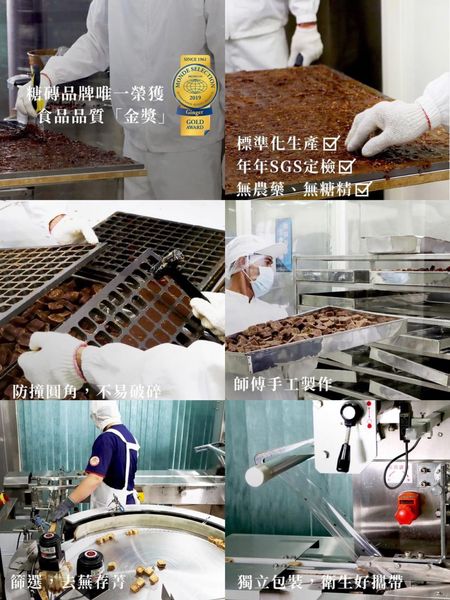 糖磚品牌唯一榮獲
食品品質「金獎」
SINCE 1961
MONDE SELECTION
2019
Ginger
GOLD
AWARD
標準化生產☑
年年SGS定檢☑
無農藥、無糖精☑
防撞圓角，不易破碎
師傅手工製作
篩選，去蕪存菁
獨立包裝，衛生好攜帶